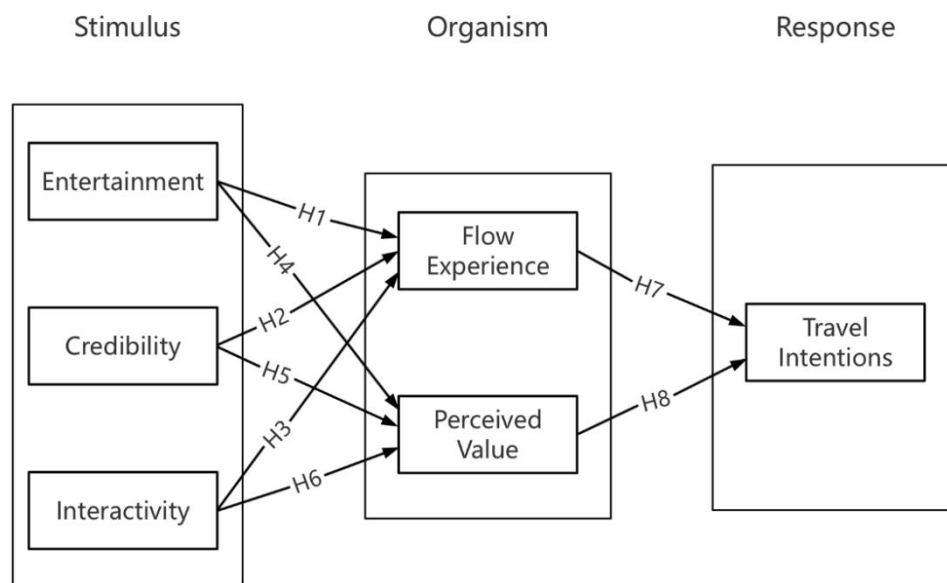 Stimulus
Organism
Response
Entertainment
H1
Flow
Experience
H4
H7
H2
Credibility
Travel
Intentions
H5
H8
H3
Perceived
Value
H6
Interactivity